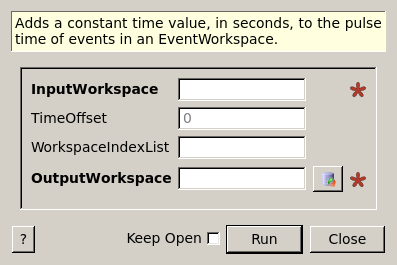 Adds a constant time value, in seconds, to the pulse
time of events in an EventWorkspace.
InputWorkspace
TimeOffset 0
WorkspaceIndexList
OutputWorkspace
? Keep Open Run Close